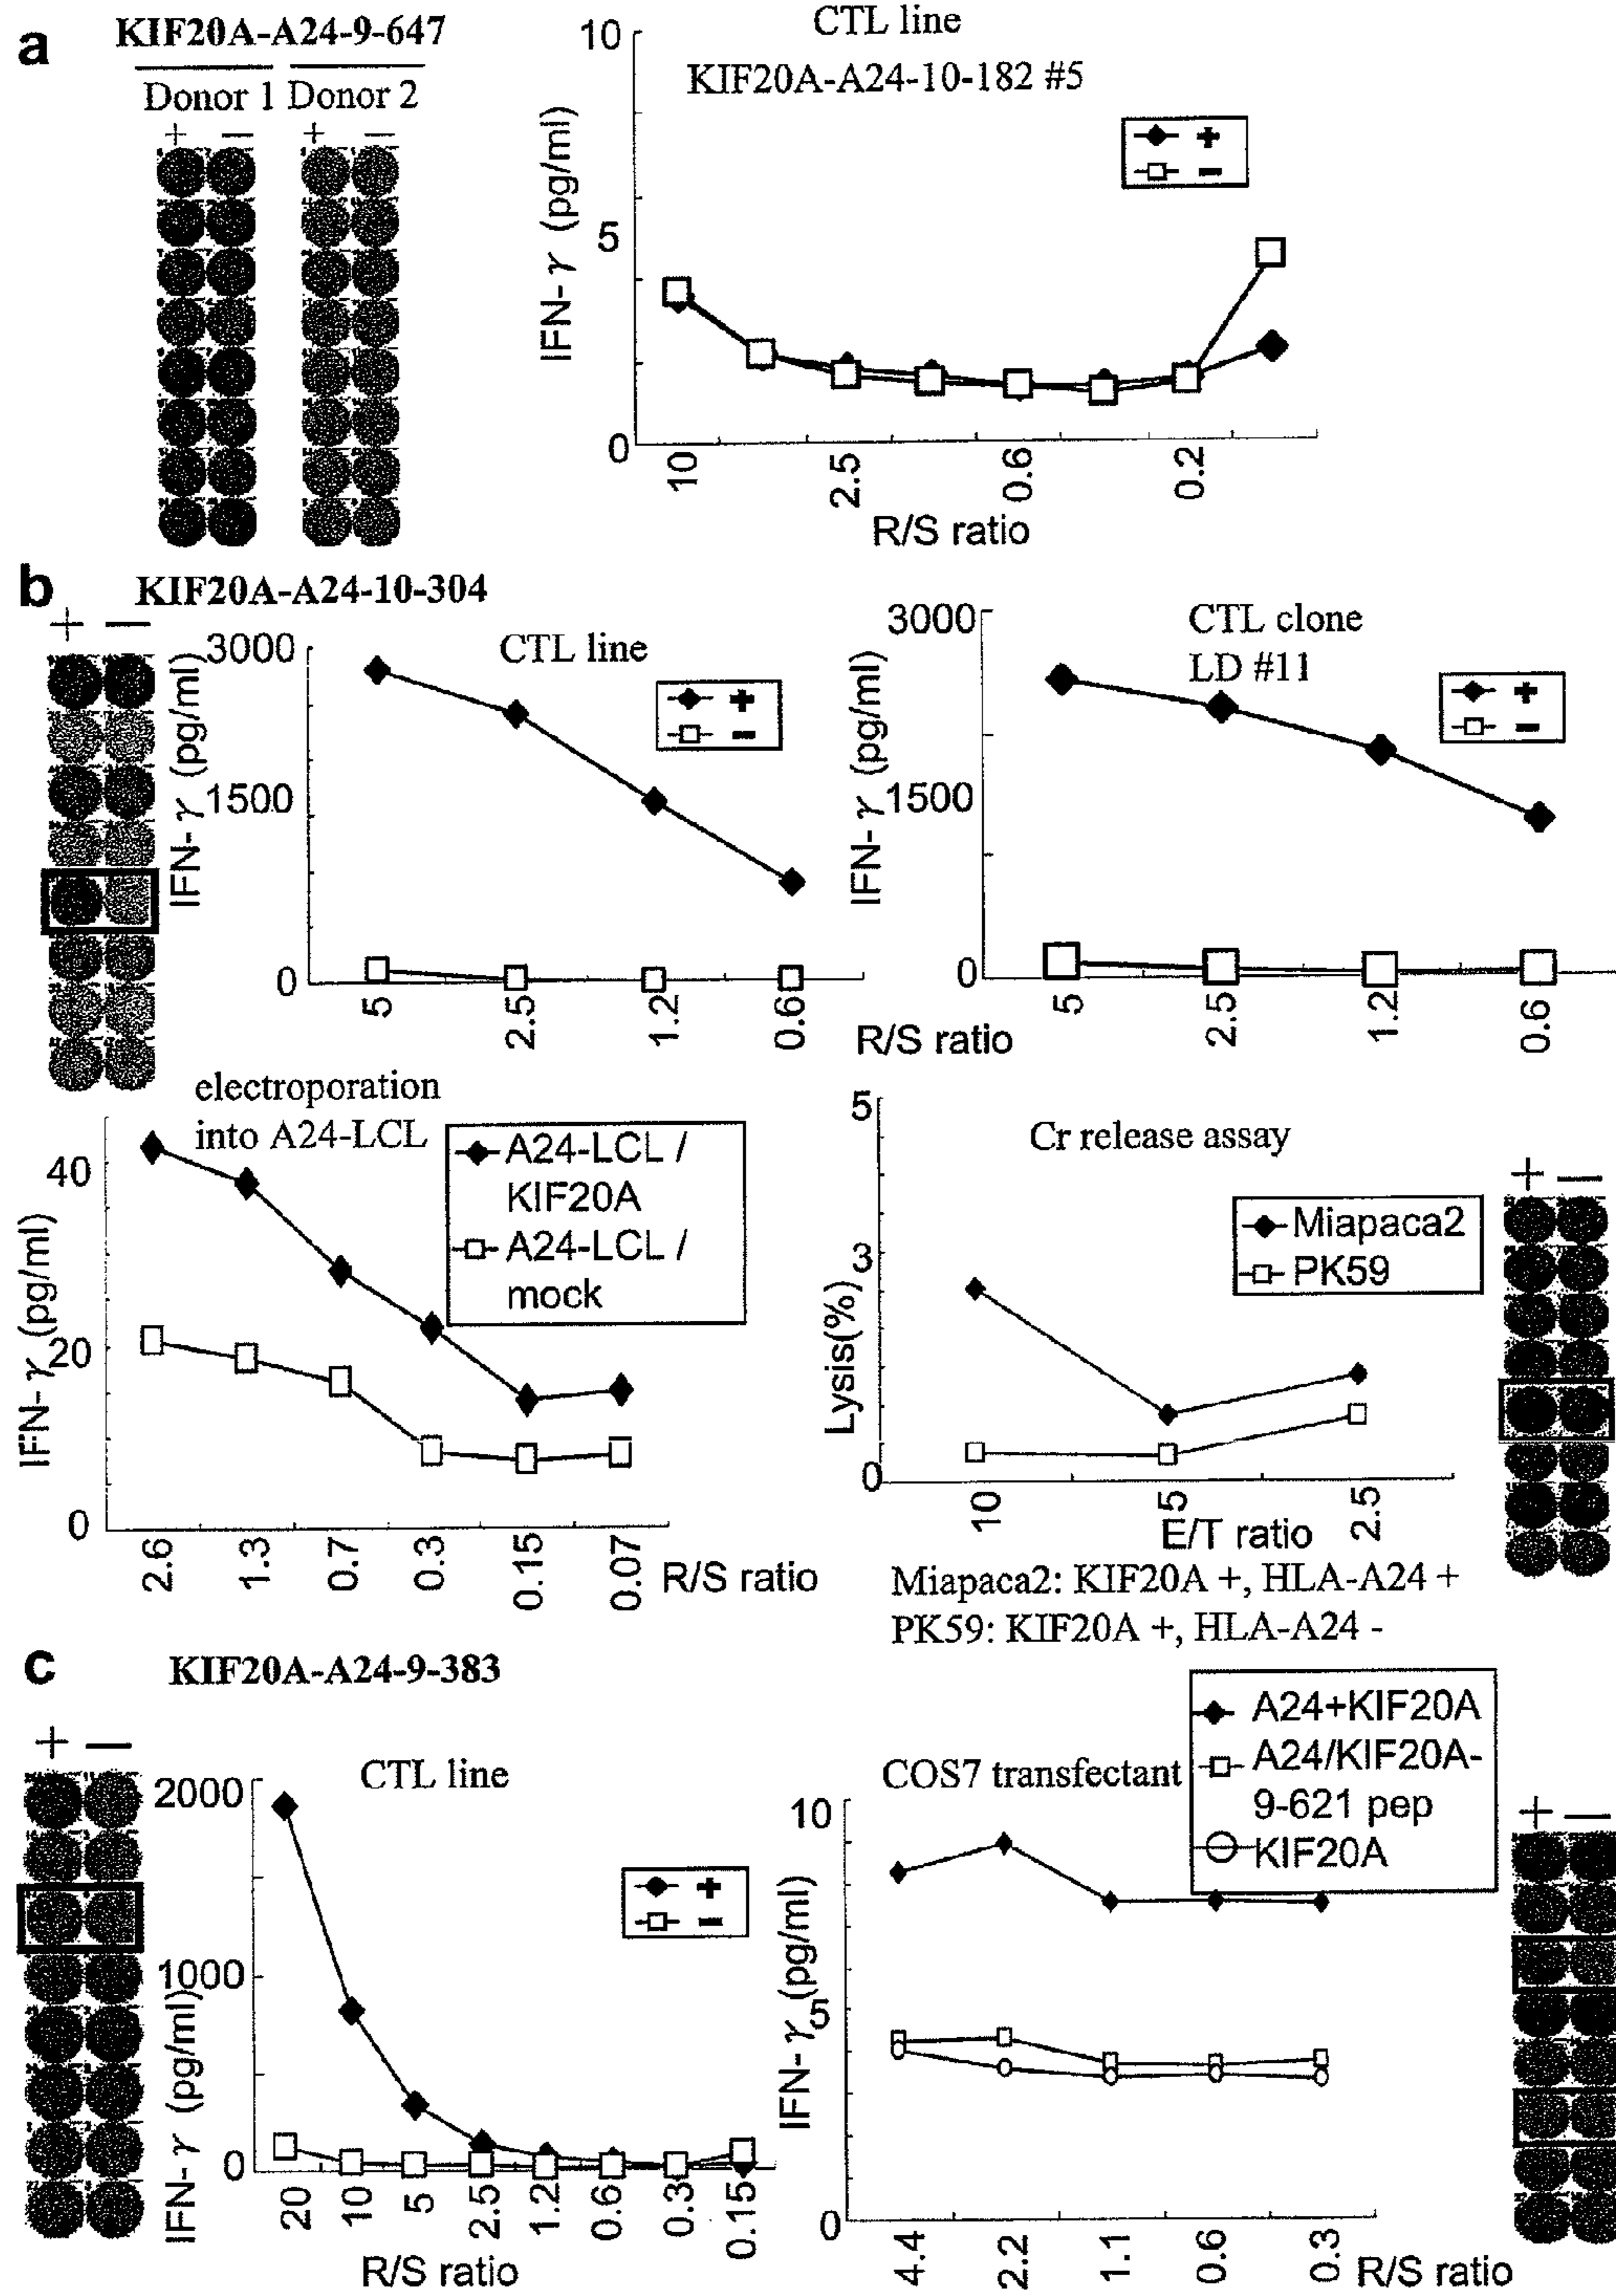 a
KIF20A-A24-9-647
Donor 1 Donor 2
+ − + −
CTL line
KIF20A-A24-10-182 #5
10
5
0
IFN-γ (pg/ml)
+
−
10 2.5 0.6 0.2
R/S ratio
b
KIF20A-A24-10-304
+ −
CTL line
3000
1500
0
IFN-γ (pg/ml)
+
−
5 2.5 1.2 0.6
R/S ratio
CTL clone
LD #11
3000
1500
0
IFN-γ (pg/ml)
+
−
5 2.5 1.2 0.6
electroporation
into A24-LCL
A24-LCL /
KIF20A
A24-LCL /
mock
40
20
0
IFN-γ (pg/ml)
2.6 1.3 0.7 0.3 0.15 0.07
R/S ratio
Cr release assay
5
3
0
Lysis(%)
Miapaca2
PK59
+ −
10 5 2.5
E/T ratio
Miapaca2: KIF20A +, HLA-A24 +
PK59: KIF20A +, HLA-A24 -
c
KIF20A-A24-9-383
+ −
CTL line
2000
1000
0
IFN-γ (pg/ml)
+
−
20 10 5 2.5 1.2 0.6 0.3 0.15
R/S ratio
COS7 transfectant
A24+KIF20A
A24/KIF20A-
9-621 pep
KIF20A
10
5
0
IFN-γ (pg/ml)
+ −
4.4 2.2 1.1 0.6 0.3
R/S ratio